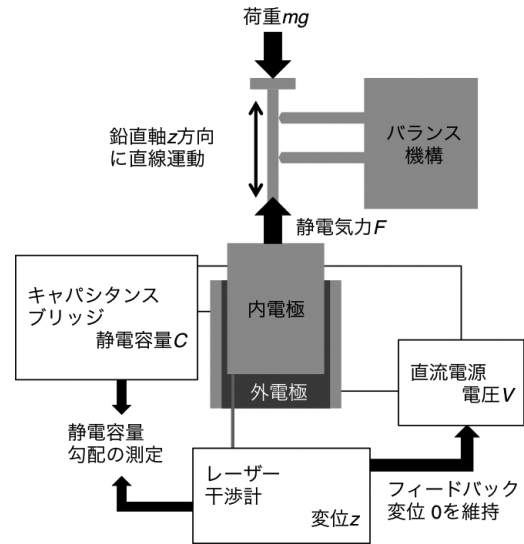 荷重mg
鉛直軸z方向
に直線運動
バランス
機構
静電気力F
キャパシタンス
ブリッジ
静電容量C
内電極
外電極
直流電源
電圧V
静電容量
勾配の測定
レーザー
干渉計
変位z
フィードバック
変位 0を維持